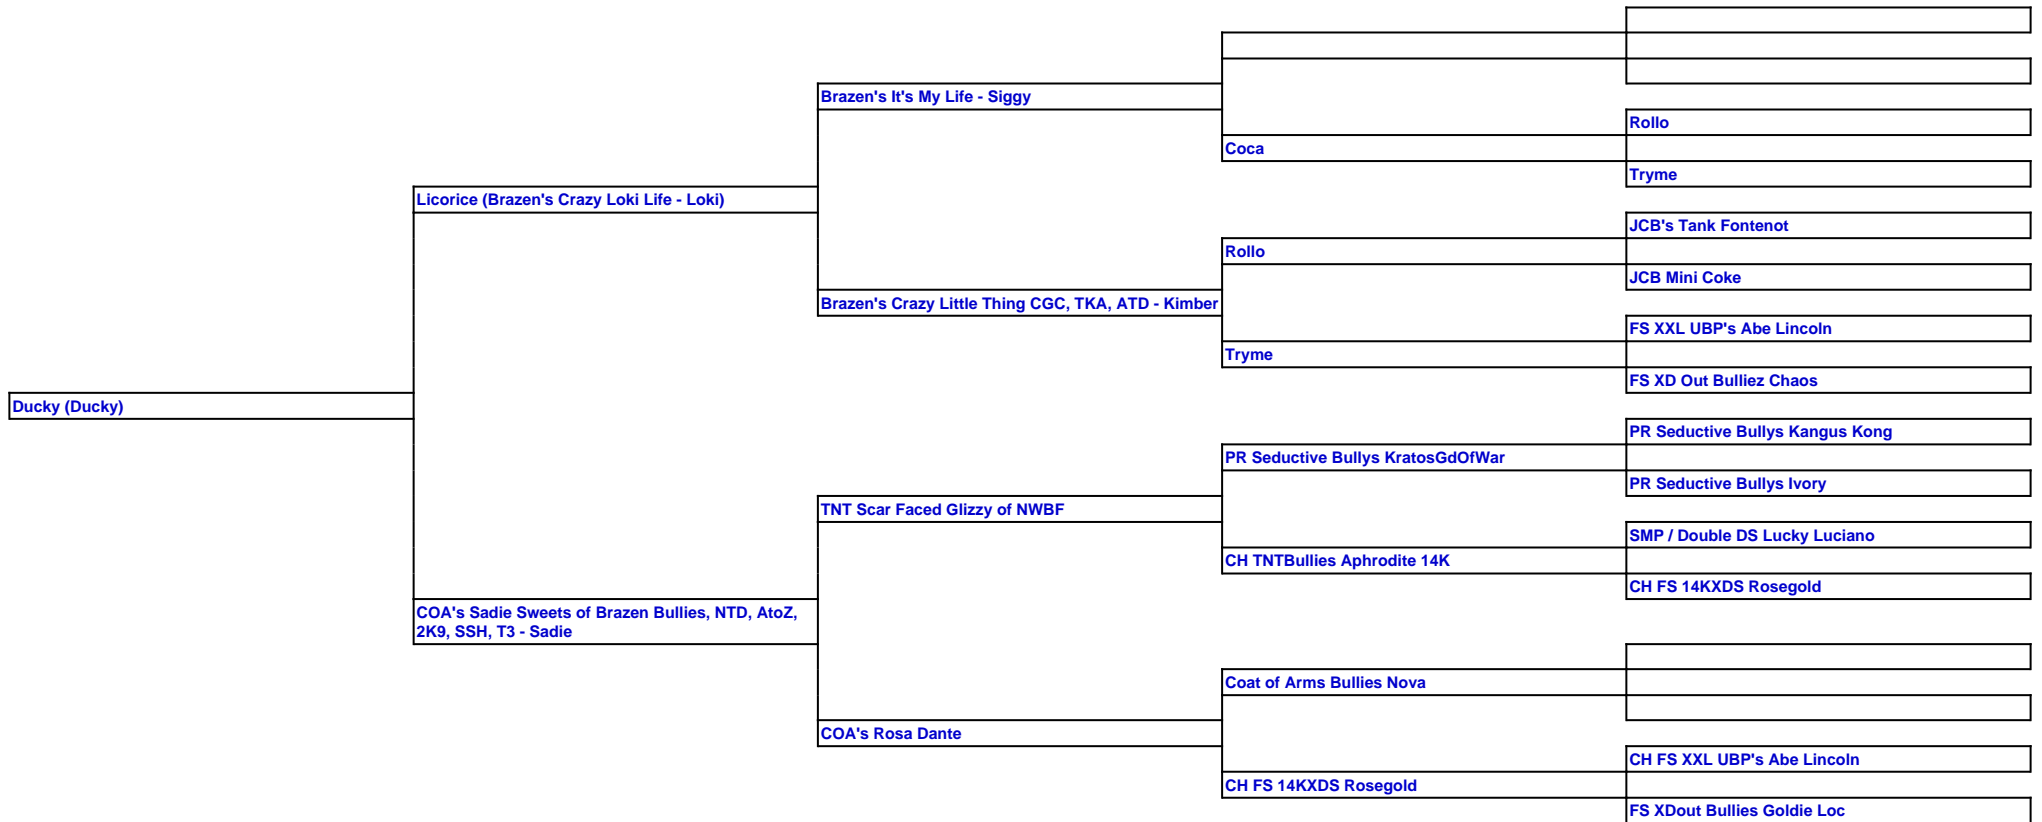 Brazen's It's My Life - Siggy
Rollo
Coca
Tryme
Licorice (Brazen's Crazy Loki Life - Loki)
JCB's Tank Fontenot
Rollo
JCB Mini Coke
Brazen's Crazy Little Thing CGC, TKA, ATD - Kimber
FS XXL UBP's Abe Lincoln
Tryme
FS XD Out Bulliez Chaos
Ducky (Ducky)
PR Seductive Bullys Kangus Kong
PR Seductive Bullys KratosGdOfWar
PR Seductive Bullys Ivory
TNT Scar Faced Glizzy of NWBF
SMP / Double DS Lucky Luciano
CH TNTBullies Aphrodite 14K
CH FS 14KXDS Rosegold
COA's Sadie Sweets of Brazen Bullies, NTD, AtoZ,
2K9, SSH, T3 - Sadie
Coat of Arms Bullies Nova
COA's Rosa Dante
CH FS XXL UBP's Abe Lincoln
CH FS 14KXDS Rosegold
FS XDout Bullies Goldie Loc